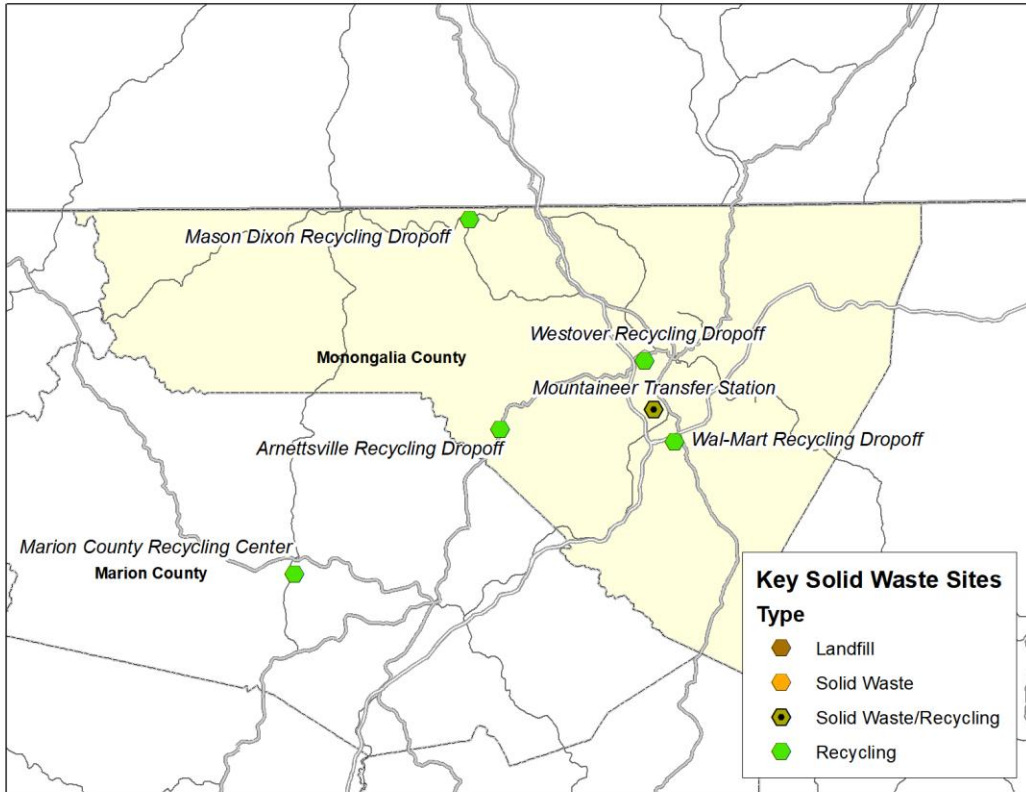 Mason Dixon Recycling Dropoff
Westover Recycling Dropoff
Monongalia County
Mountaineer Transfer Station
Arnettsville Recycling Dropoff
Wal-Mart Recycling Dropoff
Marion County Recycling Center
Marion County
Key Solid Waste Sites
Type
Landfill
Solid Waste
Solid Waste/Recycling
Recycling